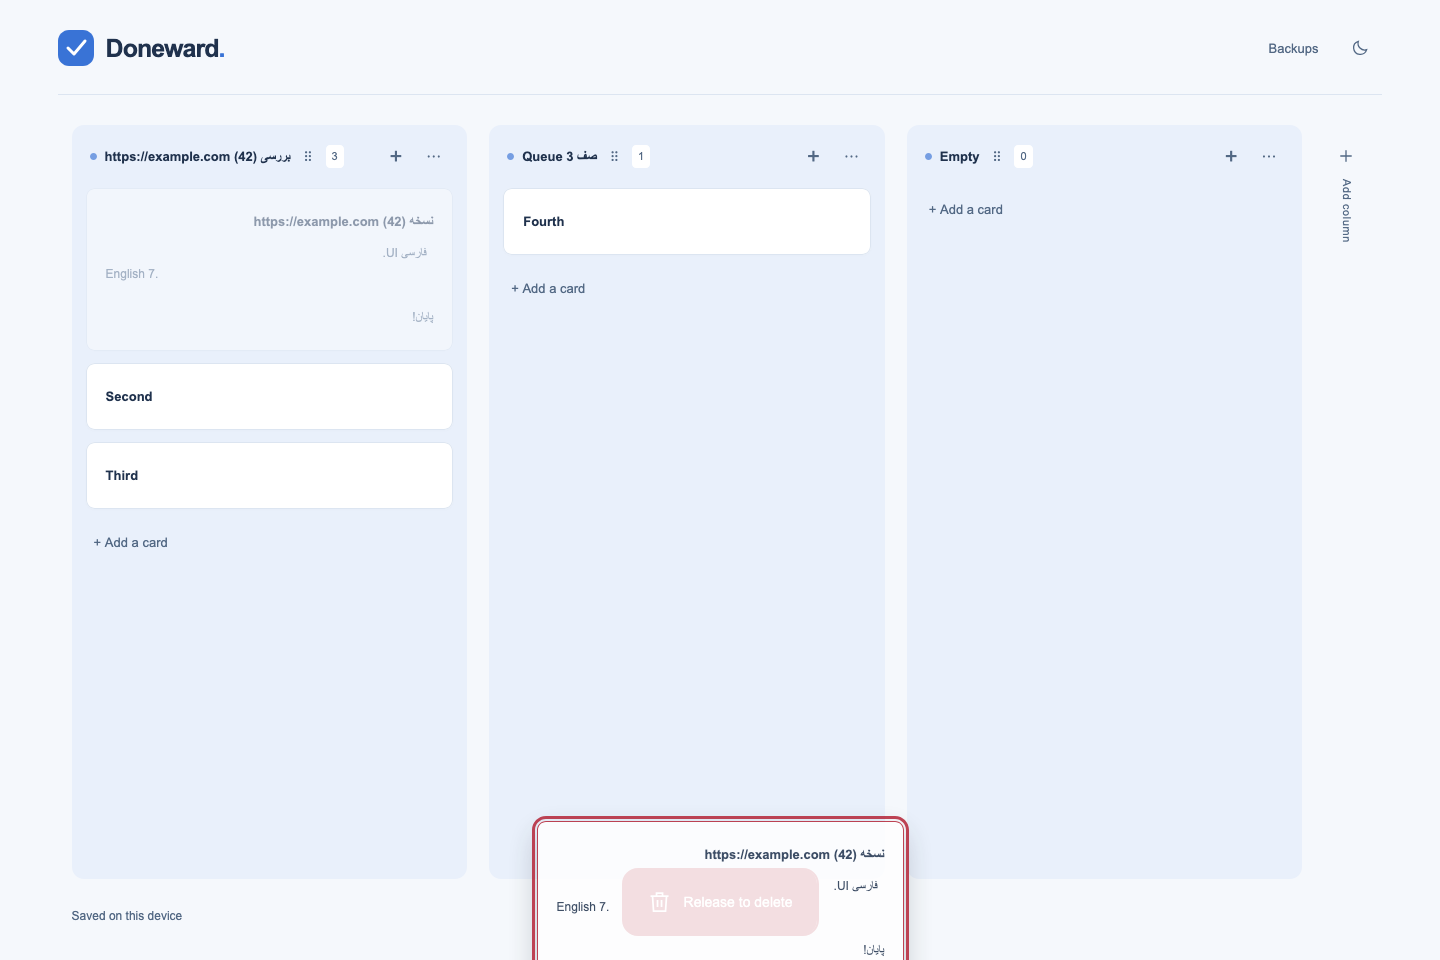 Doneward.
Backups
بررسی (42) https://example.com
3
نسخه (42) https://example.com
فارسی UI.
English 7.
پایان!
Second
Third
+ Add a card
Queue 3 صف
1
Fourth
+ Add a card
Empty
0
+ Add a card
Add column
نسخه (42) https://example.com
فارسی UI.
English 7.
Release to delete
پایان!
Saved on this device